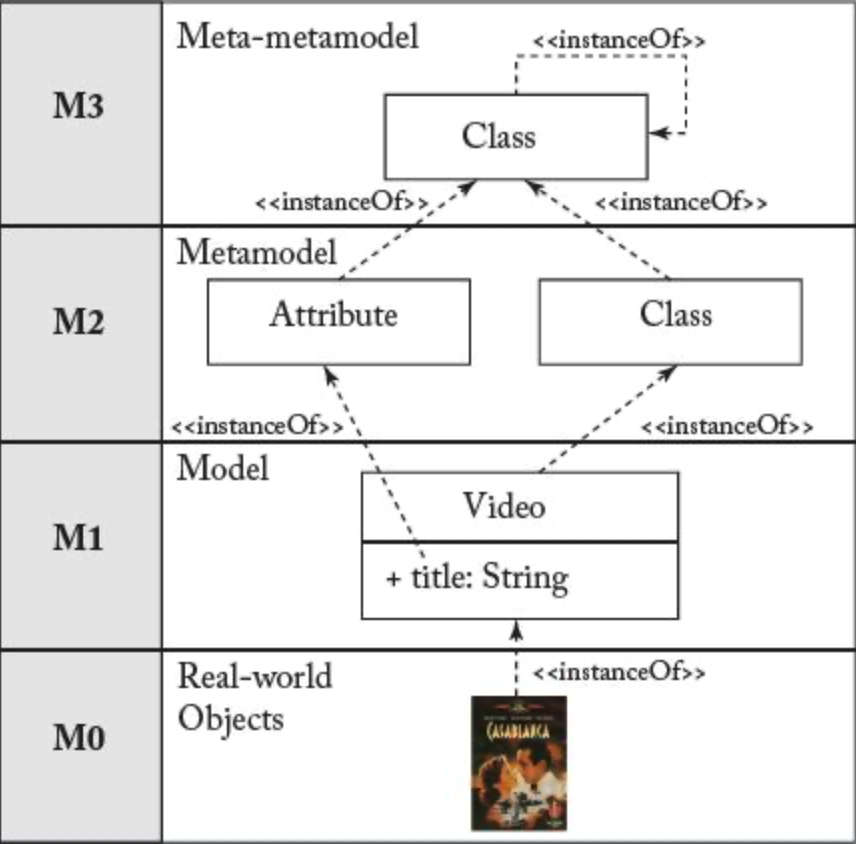 Meta-metamodel
<<instanceOf>>
M3
Class
<<instanceOf>>
<<instanceOf>>
Metamodel
M2
Attribute
Class
<<instanceOf>>
<<instanceOf>>
Model
Video
M1
+ title: String
Real-world
Objects
<<instanceOf>>
M0
CASABLANCA